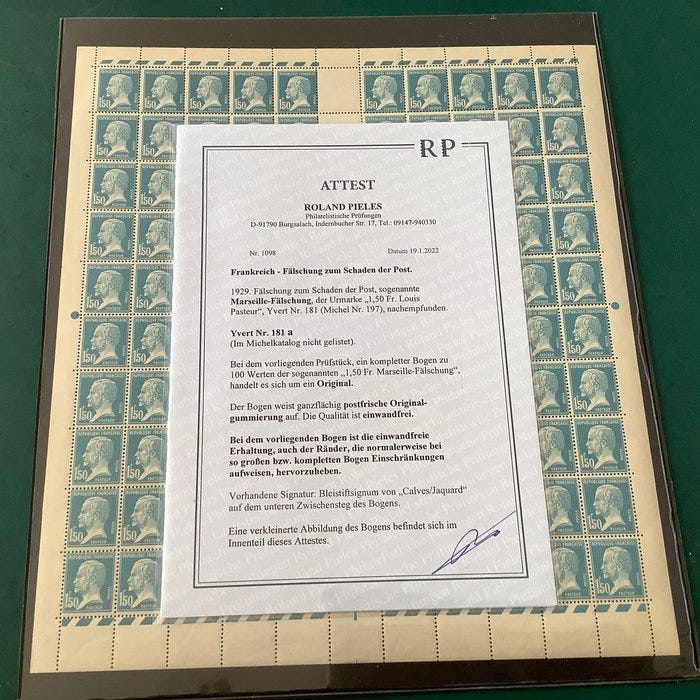 RP
ATTEST
ROLAND PIELES
Philatelistische Prüfungen
D-91790 Burgsalach, Indernbucher Str. 17, Tel.: 09147-940330
Nr. 1098 Datum 19.1.2022
Frankreich - Fälschung zum Schaden der Post.
1929. Fälschung zum Schaden der Post, sogenannte
Marseille-Fälschung, der Urmarke „1,50 Fr. Louis
Pasteur“, Yvert Nr. 181 (Michel Nr. 197), nachempfunden.
Yvert Nr. 181 a
(Im Michelkatalog nicht gelistet).
Bei dem vorliegenden Prüfstück, ein kompletter Bogen zu
100 Werten der sogenannten „1,50 Fr. Marseille-Fälschung“,
handelt es sich um ein Original.
Der Bogen weist ganzflächig postfrische Original-
gummierung auf. Die Qualität ist einwandfrei.
Bei dem vorliegenden Bogen ist die einwandfreie
Erhaltung, auch der Ränder, die normalerweise bei
so großen bzw. kompletten Bogen Einschränkungen
aufweisen, hervorzuheben.
Vorhandene Signatur: Bleistiftsignum von „Calves/Jaquard“
auf dem unteren Zwischensteg des Bogens.
Eine verkleinerte Abbildung des Bogens befindet sich im
Innenteil dieses Attestes.
REPUBLIQUE FRANÇAISE
1F50
POSTES
PASTEUR